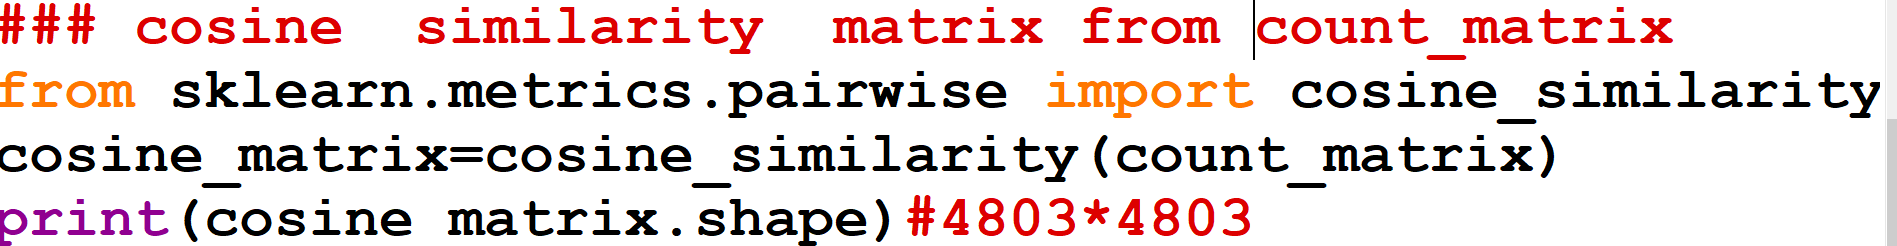 ### cosine  similarity  matrix from count_matrix
from sklearn.metrics.pairwise import cosine_similarity
cosine_matrix=cosine_similarity(count_matrix)
print(cosine matrix.shape)#4803*4803